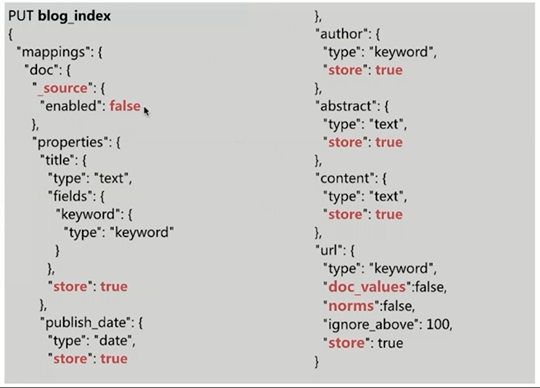 PUT blog_index
{
"mappings": {
"doc": {
"_source": {
"enabled": false
},
"properties": {
"title": {
"type": "text",
"fields": {
"keyword": {
"type": "keyword"
}
},
"store": true
},
"publish_date": {
"type": "date",
"store": true
},
"author": {
"type": "keyword",
"store": true
},
"abstract": {
"type": "text",
"store": true
},
"content": {
"type": "text",
"store": true
},
"url": {
"type": "keyword",
"doc_values":false,
"norms":false,
"ignore_above": 100,
"store": true
}